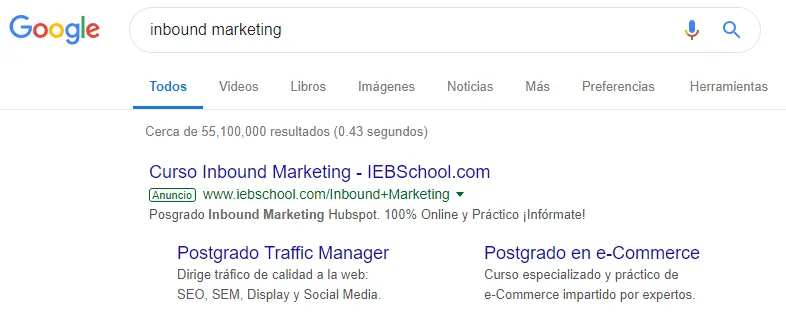 Google
inbound marketing
Todos Videos Libros Imágenes Noticias Más Preferencias Herramientas
Cerca de 55,100,000 resultados (0.43 segundos)
Curso Inbound Marketing - IEBSchool.com
Anuncio www.iebschool.com/Inbound+Marketing
Posgrado Inbound Marketing Hubspot. 100% Online y Práctico ¡Infórmate!
Postgrado Traffic Manager
Dirige tráfico de calidad a la web:
SEO, SEM, Display y Social Media.
Postgrado en e-Commerce
Curso especializado y práctico de
e-Commerce impartido por expertos.